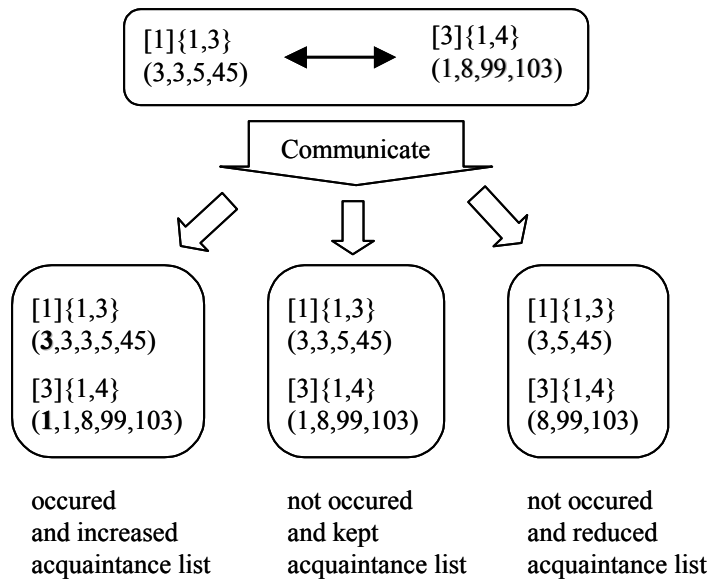 [1]{1,3}
(3,3,5,45)
[3]{1,4}
(1,8,99,103)
Communicate
[1]{1,3}
(3,3,3,5,45)
[3]{1,4}
(1,1,8,99,103)
[1]{1,3}
(3,3,5,45)
[3]{1,4}
(1,8,99,103)
[1]{1,3}
(3,5,45)
[3]{1,4}
(8,99,103)
occured
and increased
acquaintance list
not occured
and kept
acquaintance list
not occured
and reduced
acquaintance list